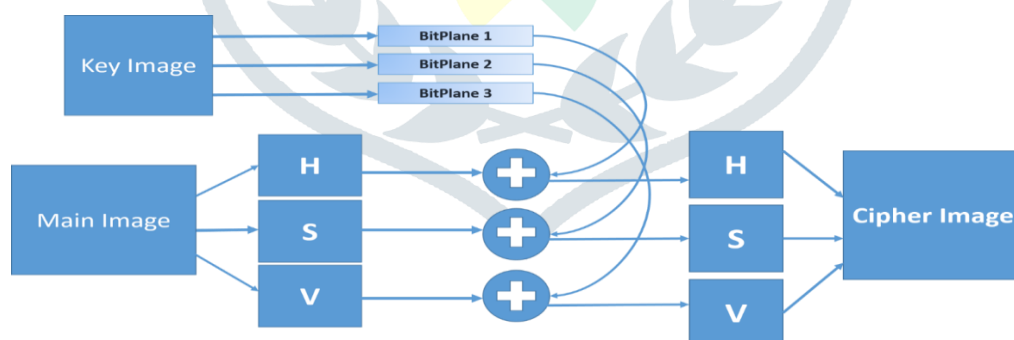 Key Image
BitPlane 1
BitPlane 2
BitPlane 3
Main Image
H
S
V
H
S
V
Cipher Image